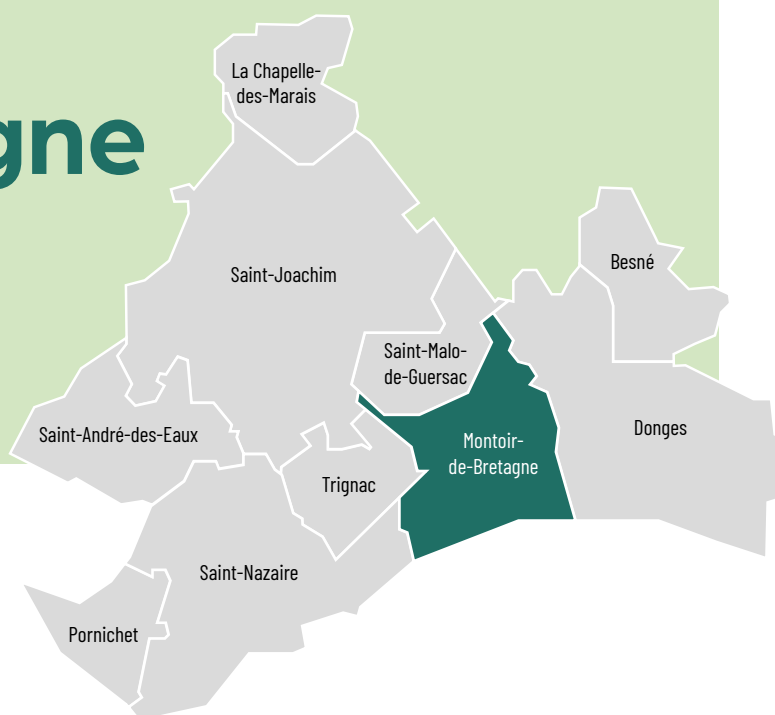 gne
La Chapelle-
des-Marais
Saint-Joachim
Besné
Saint-Malo-
de-Guersac
Saint-André-des-Eaux
Montoir-
de-Bretagne
Donges
Trignac
Saint-Nazaire
Pornichet